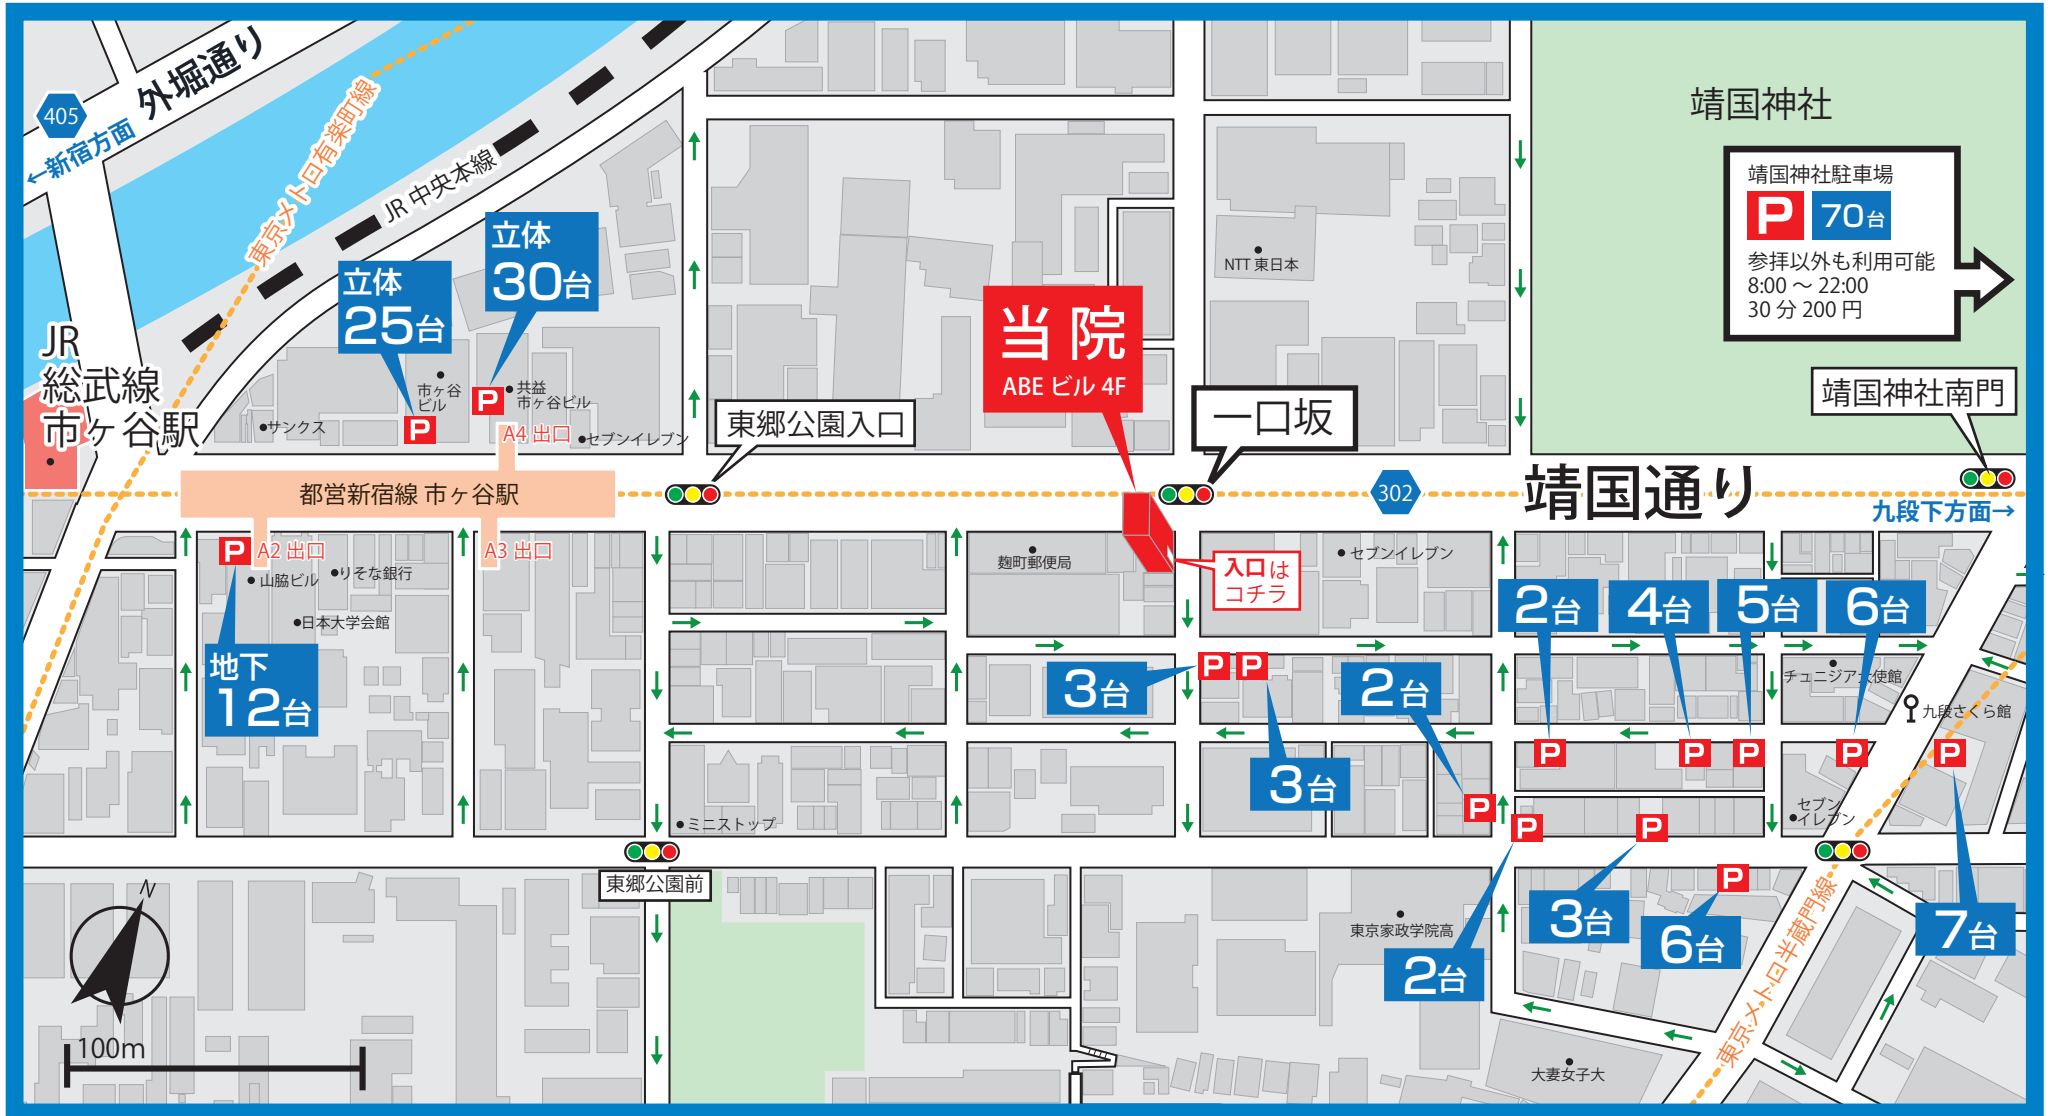 外堀通り
405
←新宿方面
東京メトロ有楽町線
JR 中央本線
靖国神社
靖国神社駐車場
P
70台
参拝以外も利用可能
8:00 ～ 22:00
30 分 200 円
立体
30台
立体
25台
NTT 東日本
当院
ABE ビル 4F
JR
総武線
市ヶ谷駅
市ヶ谷
ビル
P
共益
市ヶ谷ビル
P
サンクス
A4 出口
セブンイレブン
東郷公園入口
一口坂
靖国神社南門
都営新宿線 市ヶ谷駅
302
靖国通り
九段下方面→
P
A2 出口
A3 出口
山脇ビル
りそな銀行
日本大学会館
麹町郵便局
入口は
コチラ
セブンイレブン
2台
4台
5台
6台
地下
12台
P
P
3台
2台
チュニジア大使館
九段さくら館
P
P
P
P
P
3台
P
セブン
イレブン
ミニストップ
P
P
東郷公園前
P
N
東京家政学院高
3台
6台
7台
2台
東京メトロ半蔵門線
100m
大妻女子大